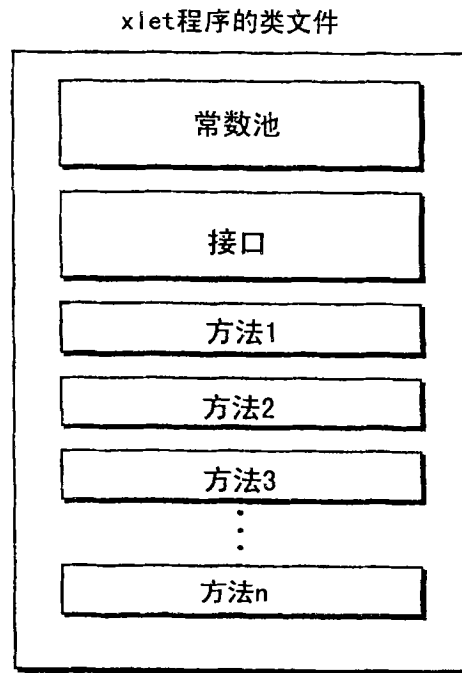 xlet程序的类文件
常数池
接口
方法1
方法2
方法3
方法n